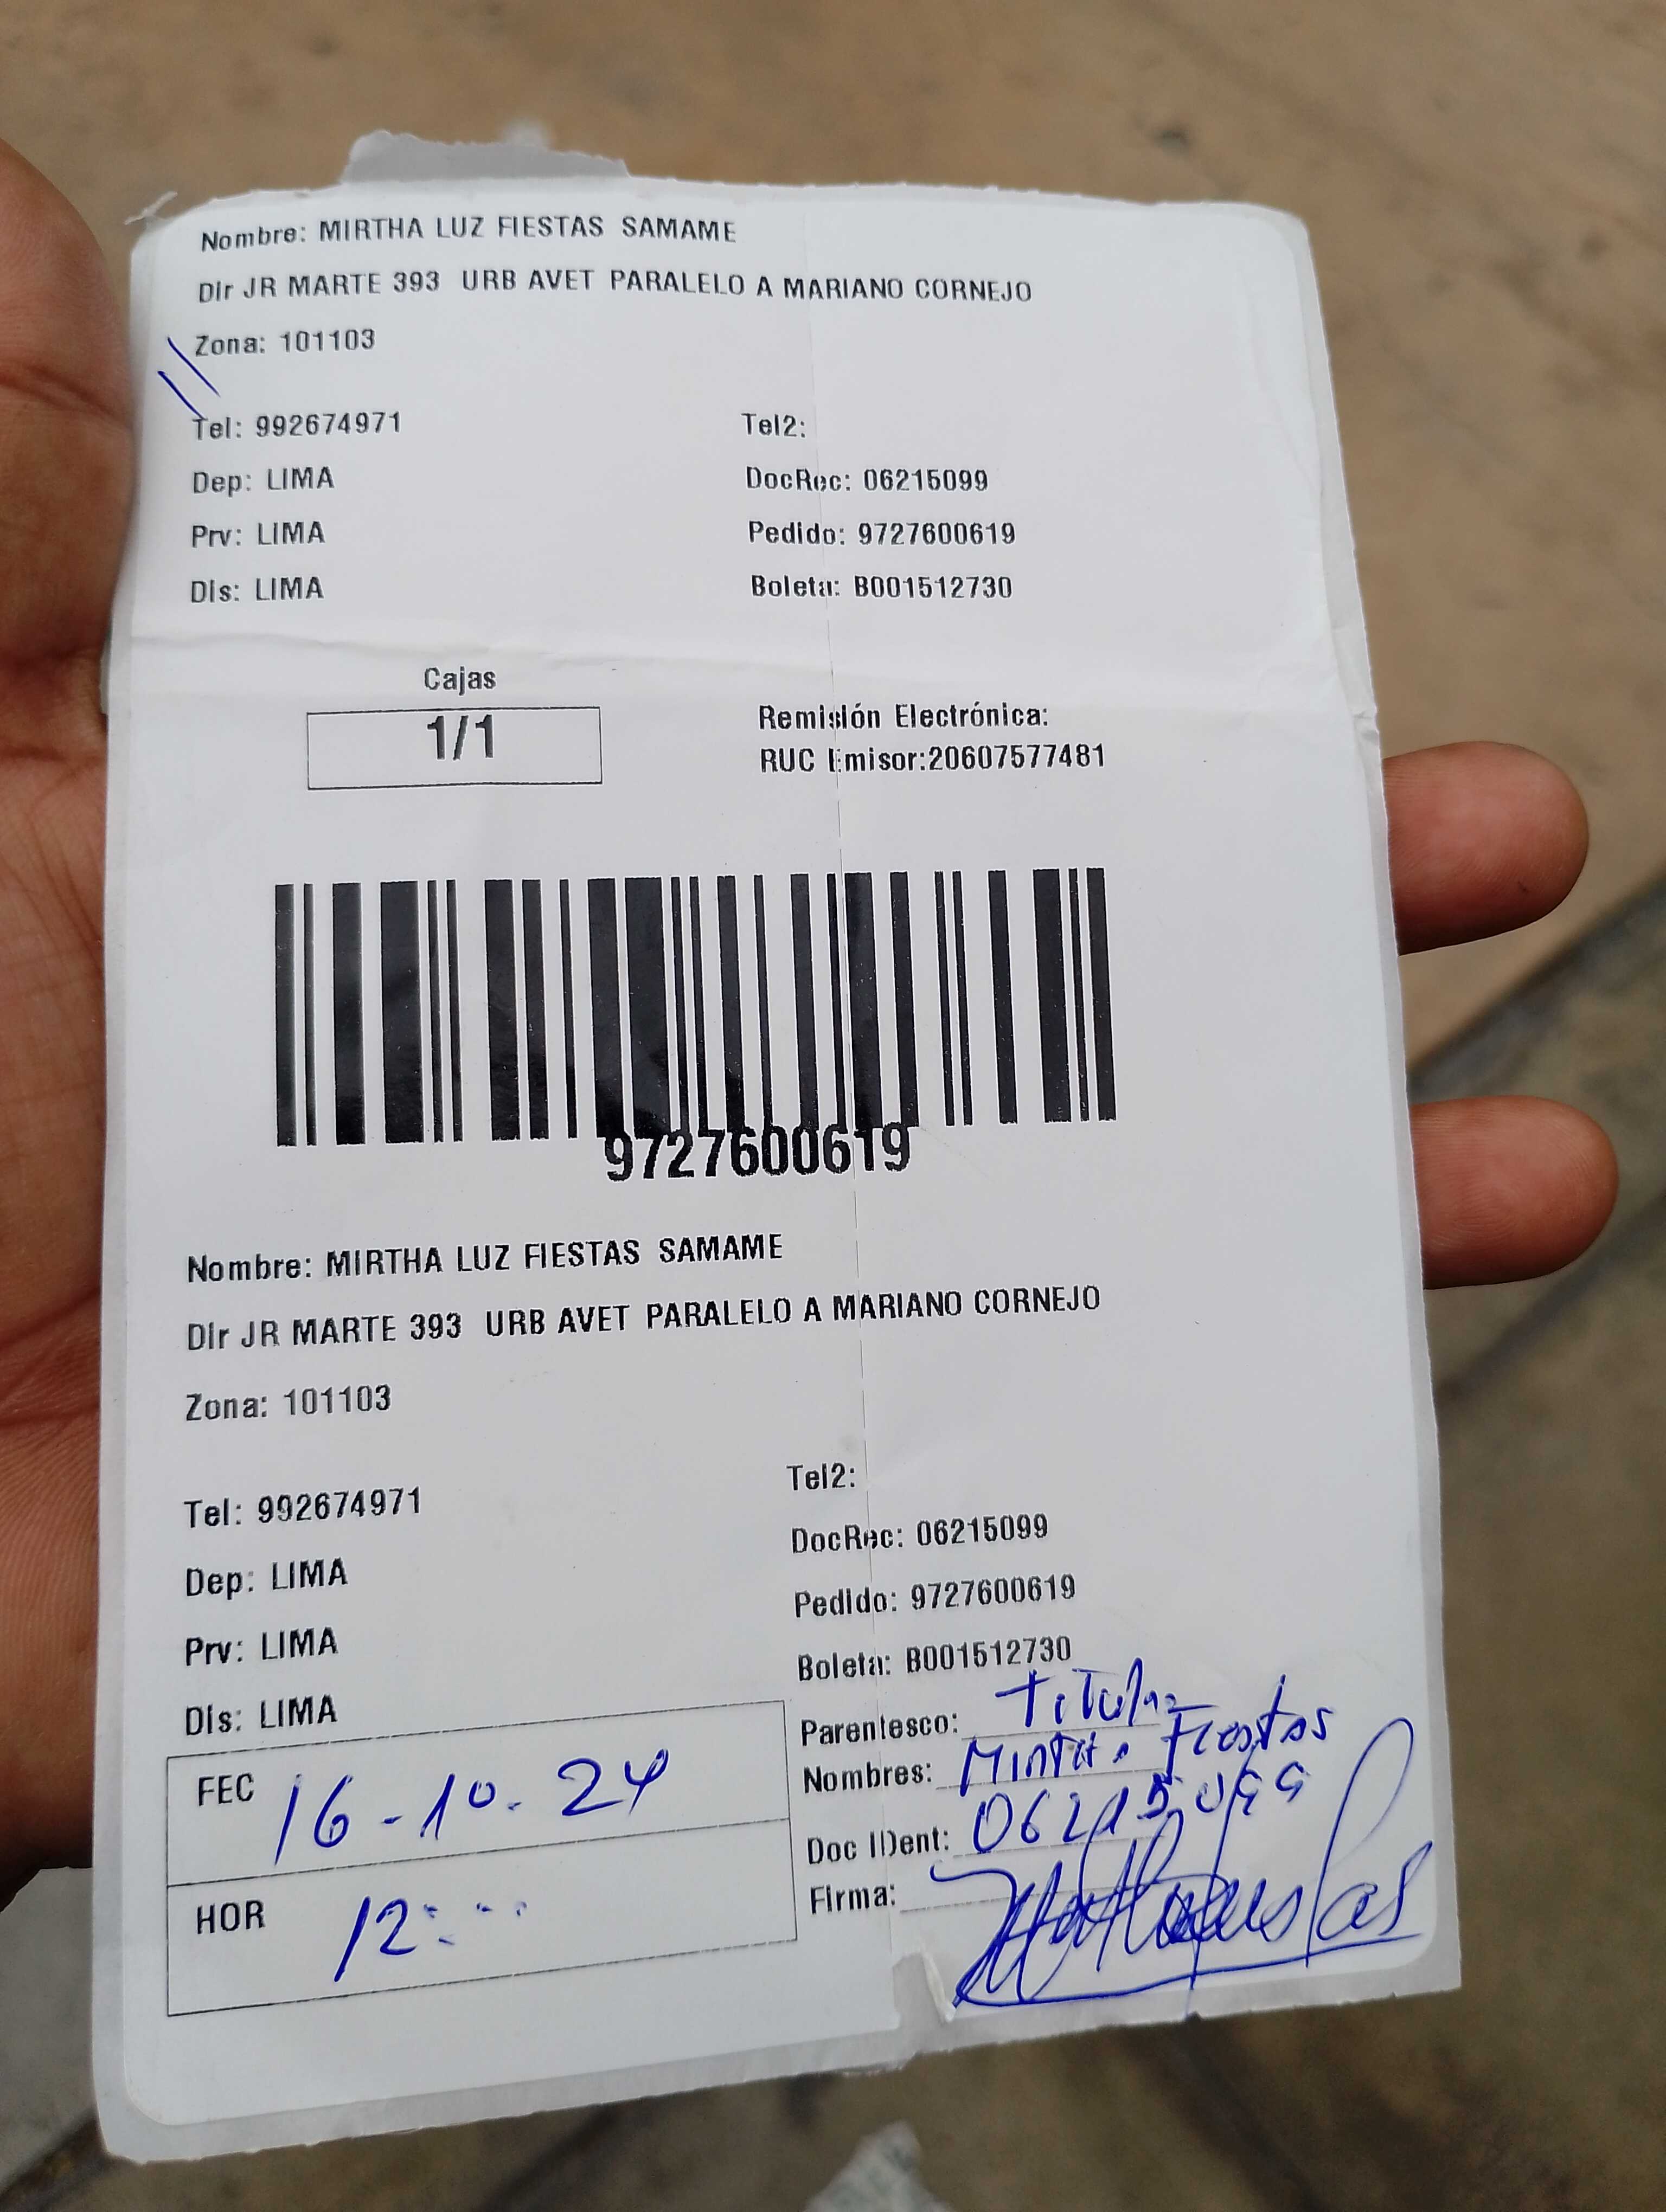 Nombre: MIRTHA LUZ FIESTAS SAMAME
Dir JR MARTE 393 URB AVET PARALELO A MARIANO CORNEJO
Zona: 101103
Tel: 992674971 Tel2:
Dep: LIMA DocRec: 06215099
Prv: LIMA Pedido: 9727600619
Dis: LIMA Boleta: B001512730
Cajas
1/1
Remisión Electrónica:
RUC Emisor:20607577481
9727600619
Nombre: MIRTHA LUZ FIESTAS SAMAME
Dir JR MARTE 393 URB AVET PARALELO A MARIANO CORNEJO
Zona: 101103
Tel: 992674971 Tel2:
Dep: LIMA DocRec: 06215099
Prv: LIMA Pedido: 9727600619
Dis: LIMA Boleta: B001512730
Parentesco: Titular
Nombres: Mirtha Fiestas
Doc IDent: 06215099
Firma:
FEC 16-10-24
HOR 12: